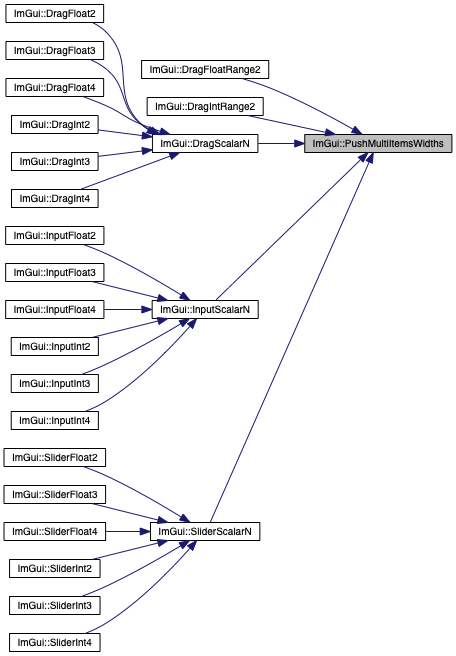 ImGui::DragFloat2
ImGui::DragFloat3
ImGui::DragFloat4
ImGui::DragInt2
ImGui::DragInt3
ImGui::DragInt4
ImGui::DragFloatRange2
ImGui::DragIntRange2
ImGui::DragScalarN
ImGui::PushMultiItemsWidths
ImGui::InputFloat2
ImGui::InputFloat3
ImGui::InputFloat4
ImGui::InputInt2
ImGui::InputInt3
ImGui::InputInt4
ImGui::InputScalarN
ImGui::SliderFloat2
ImGui::SliderFloat3
ImGui::SliderFloat4
ImGui::SliderInt2
ImGui::SliderInt3
ImGui::SliderInt4
ImGui::SliderScalarN